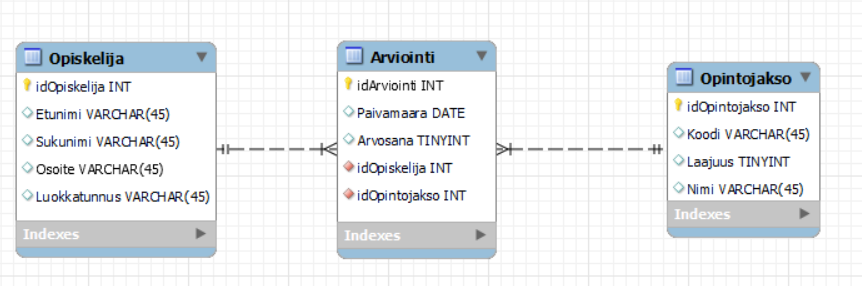 Opiskelija
idOpiskelija INT
Etunimi VARCHAR(45)
Sukunimi VARCHAR(45)
Osoite VARCHAR(45)
Luokkatunnus VARCHAR(45)
Indexes
Arviointi
idArviointi INT
Paivamaara DATE
Arvosana TINYINT
idOpiskelija INT
idOpintojakso INT
Indexes
Opintojakso
idOpintojakso INT
Koodi VARCHAR(45)
Laajuus TINYINT
Nimi VARCHAR(45)
Indexes